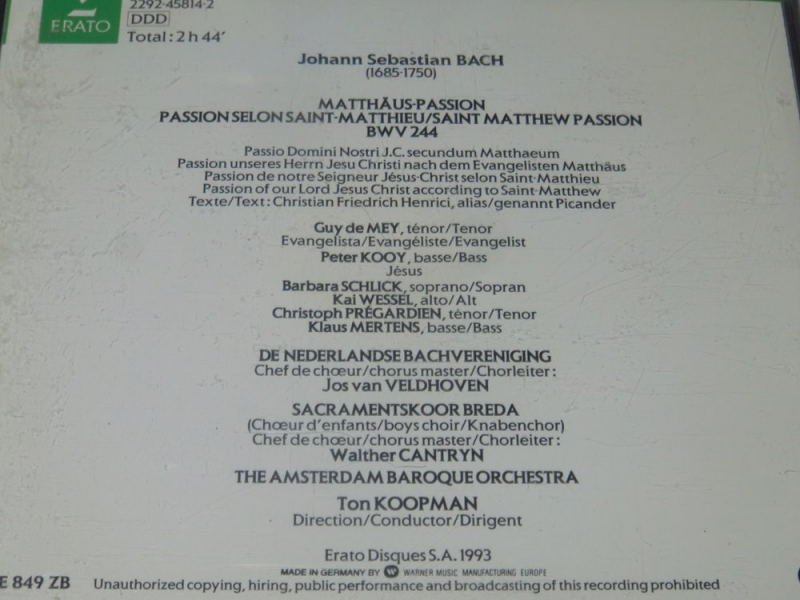 2292-45814-2
ERATO
DDD
Total: 2 h 44′
Johann Sebastian BACH
(1685-1750)
MATTHÄUS-PASSION
PASSION SELON SAINT-MATTHIEU/SAINT MATTHEW PASSION
BWV 244
Passio Domini Nostri J.C. secundum Matthaeum
Passion unseres Herrn Jesu Christi nach dem Evangelisten Matthäus
Passion de notre Seigneur Jésus-Christ selon Saint-Matthieu
Passion of our Lord Jesus Christ according to Saint-Matthew
Texte/Text: Christian Friedrich Henrici, alias/genannt Picander
Guy de MEY, ténor/Tenor
Evangelista/Evangéliste/Evangelist
Peter KOOY, basse/Bass
Jésus
Barbara SCHLICK, soprano/Sopran
Kai WESSEL, alto/Alt
Christoph PRÉGARDIEN, ténor/Tenor
Klaus MERTENS, basse/Bass
DE NEDERLANDSE BACHVERENIGING
Chef de chœur/chorus master/Chorleiter:
Jos van VELDHOVEN
SACRAMENTSKOOR BREDA
(Chœur d'enfants/boys choir/Knabenchor)
Chef de chœur/chorus master/Chorleiter:
Walther CANTRYN
THE AMSTERDAM BAROQUE ORCHESTRA
Ton KOOPMAN
Direction/Conductor/Dirigent
Erato Disques S.A. 1993
MADE IN GERMANY BY WARNER MUSIC MANUFACTURING EUROPE
E 849 ZB Unauthorized copying, hiring, public performance and broadcasting of this recording prohibited